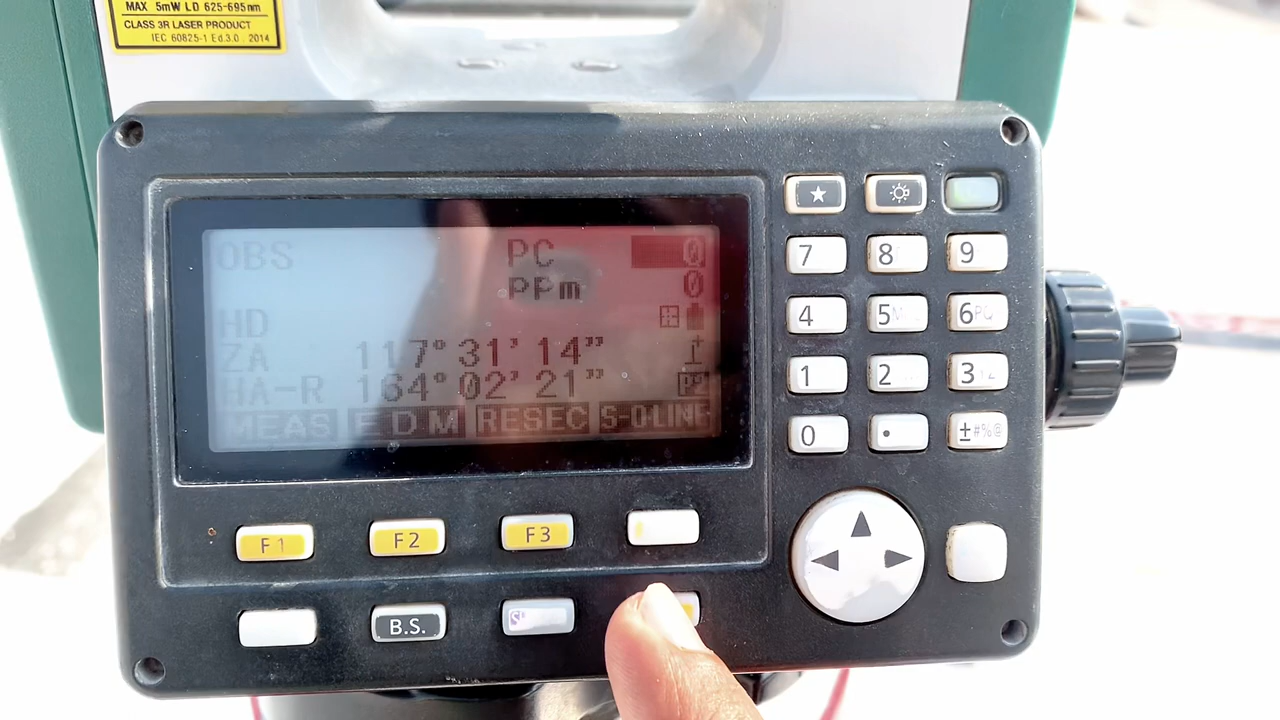 MAX 5mW LD 625-695nm
CLASS 3R LASER PRODUCT
IEC 60825-1 Ed.3.0, 2014
OBS PC 0
ppm 0
HD
ZA 117°31'14"
HA-R 164°02'21"
MEAS EDM RESEC S-OLINE
7 8 9
4 5 6PQ
1 2 3
0 . ±#%@
F1 F2 F3
B.S.